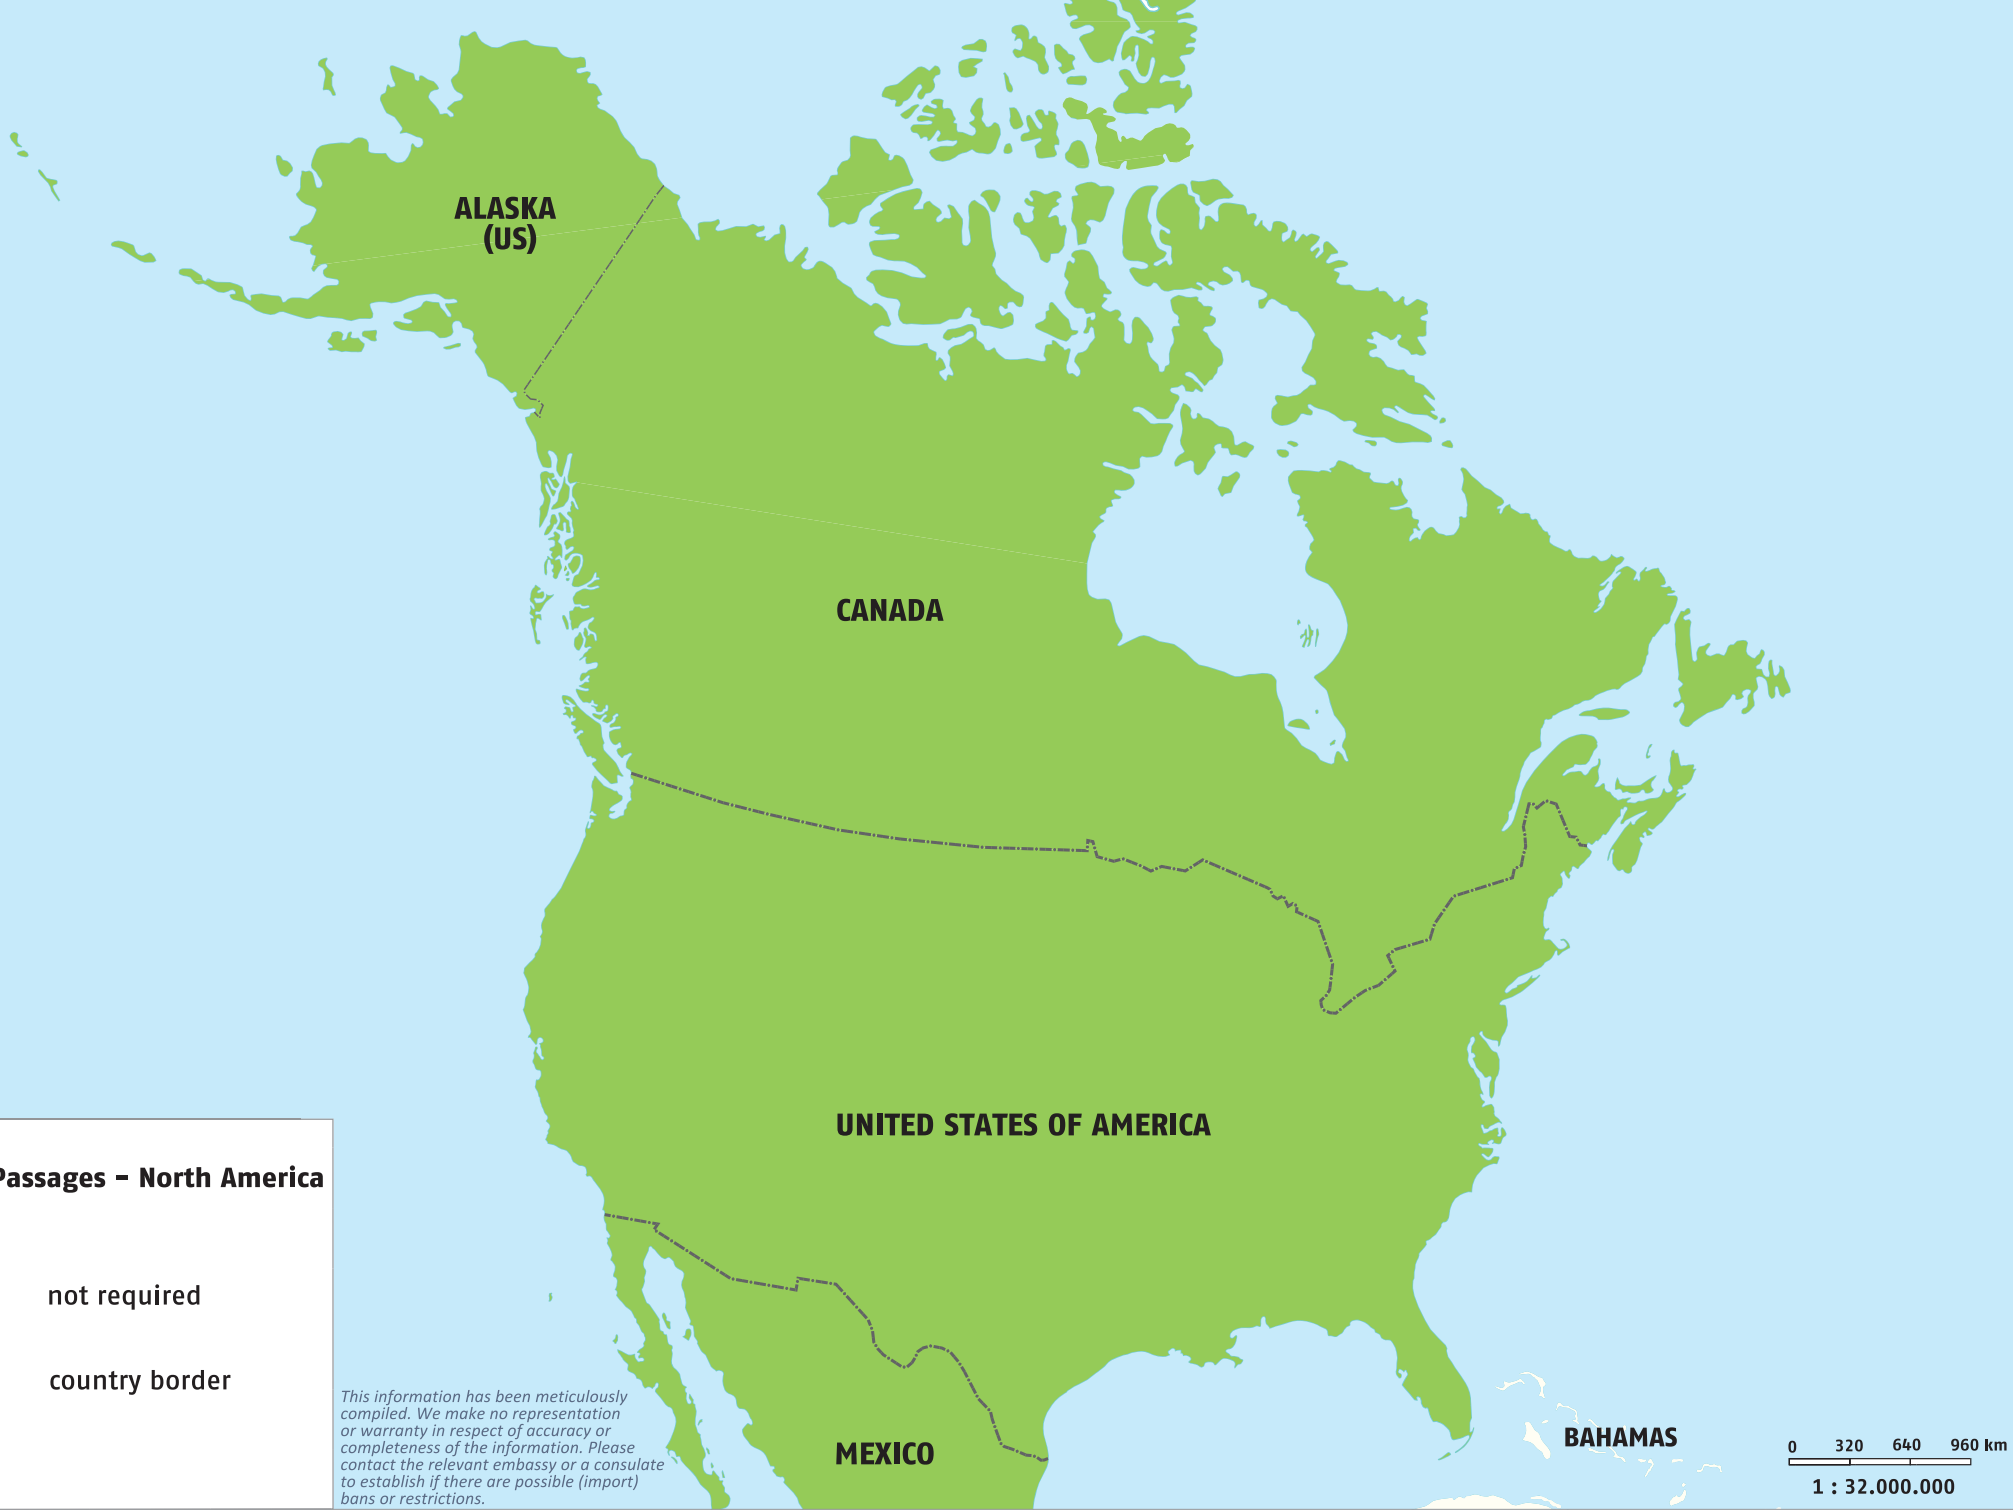 ALASKA
(US)
CANADA
UNITED STATES OF AMERICA
Passages – North America
not required
country border
This information has been meticulously
compiled. We make no representation
or warranty in respect of accuracy or
completeness of the information. Please
contact the relevant embassy or a consulate
to establish if there are possible (import)
bans or restrictions.
MEXICO
BAHAMAS
0 320 640 960 km
1 : 32.000.000